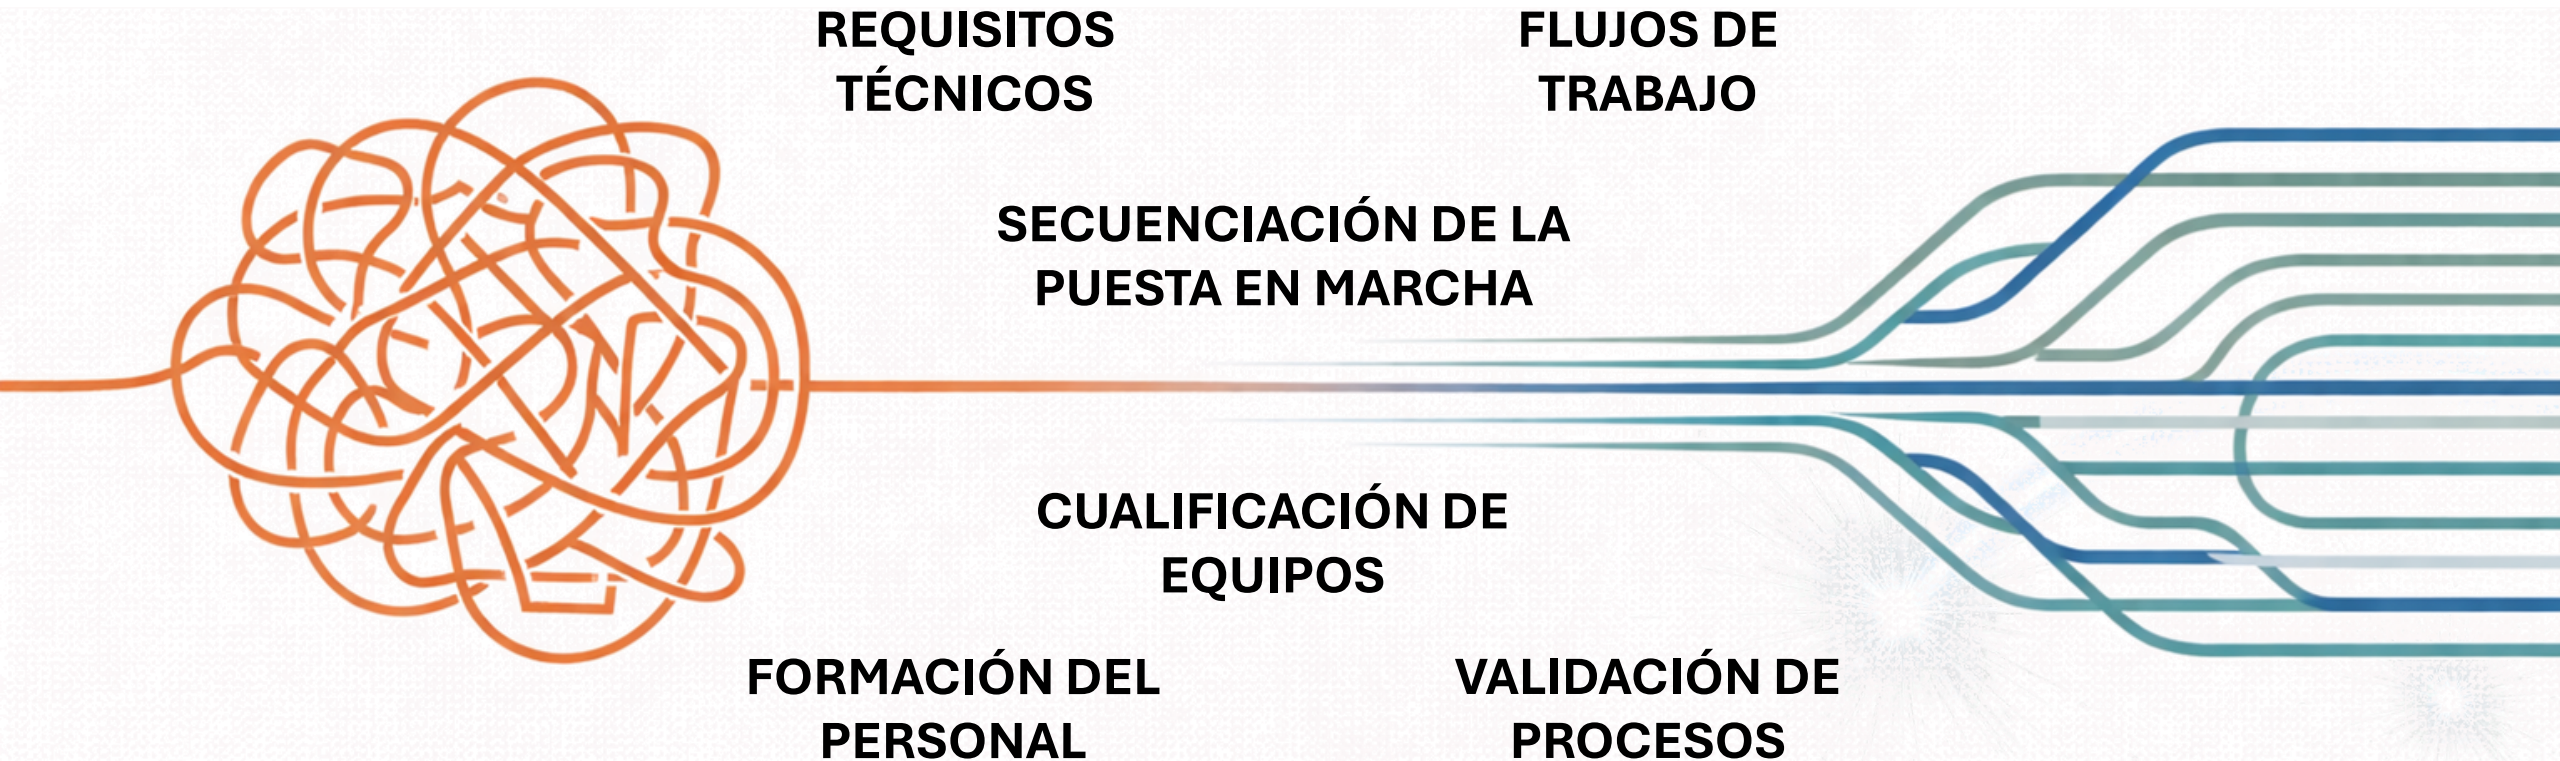 REQUISITOS
TÉCNICOS
FLUJOS DE
TRABAJO
SECUENCIACIÓN DE LA
PUESTA EN MARCHA
CUALIFICACIÓN DE
EQUIPOS
FORMACIÓN DEL
PERSONAL
VALIDACIÓN DE
PROCESOS